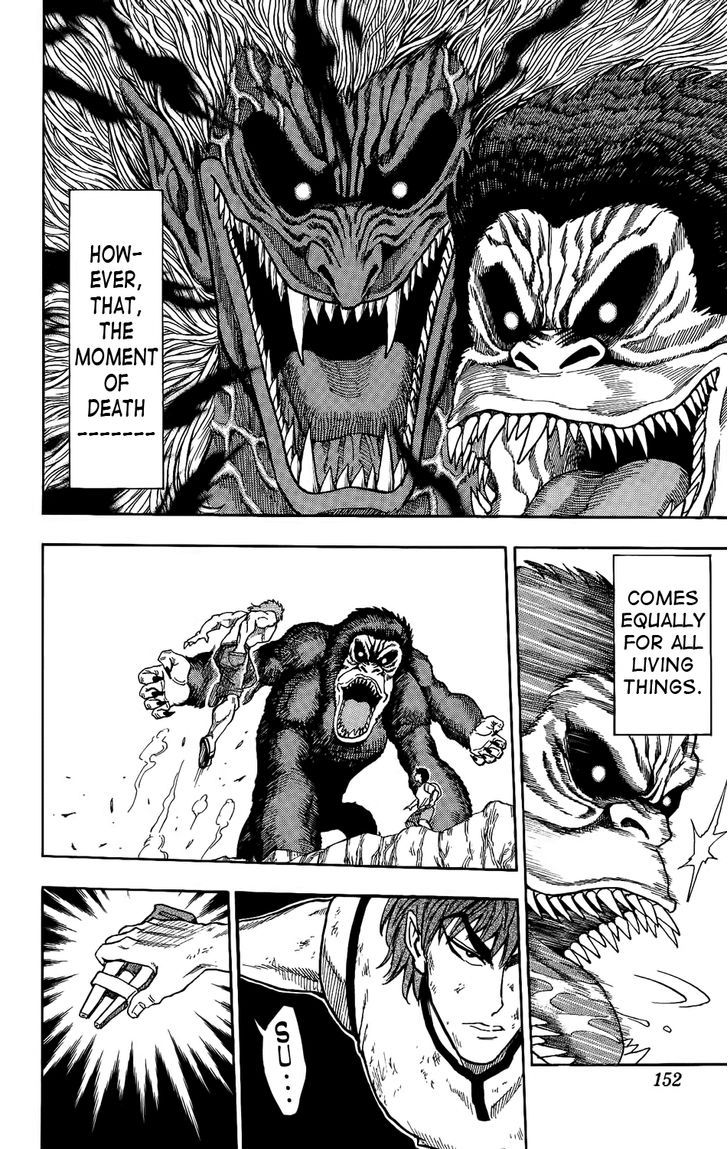 HOW-
EVER,
THAT,
THE
MOMENT
OF
DEATH
-------
COMES
EQUALLY
FOR ALL
LIVING
THINGS.
SU...
152